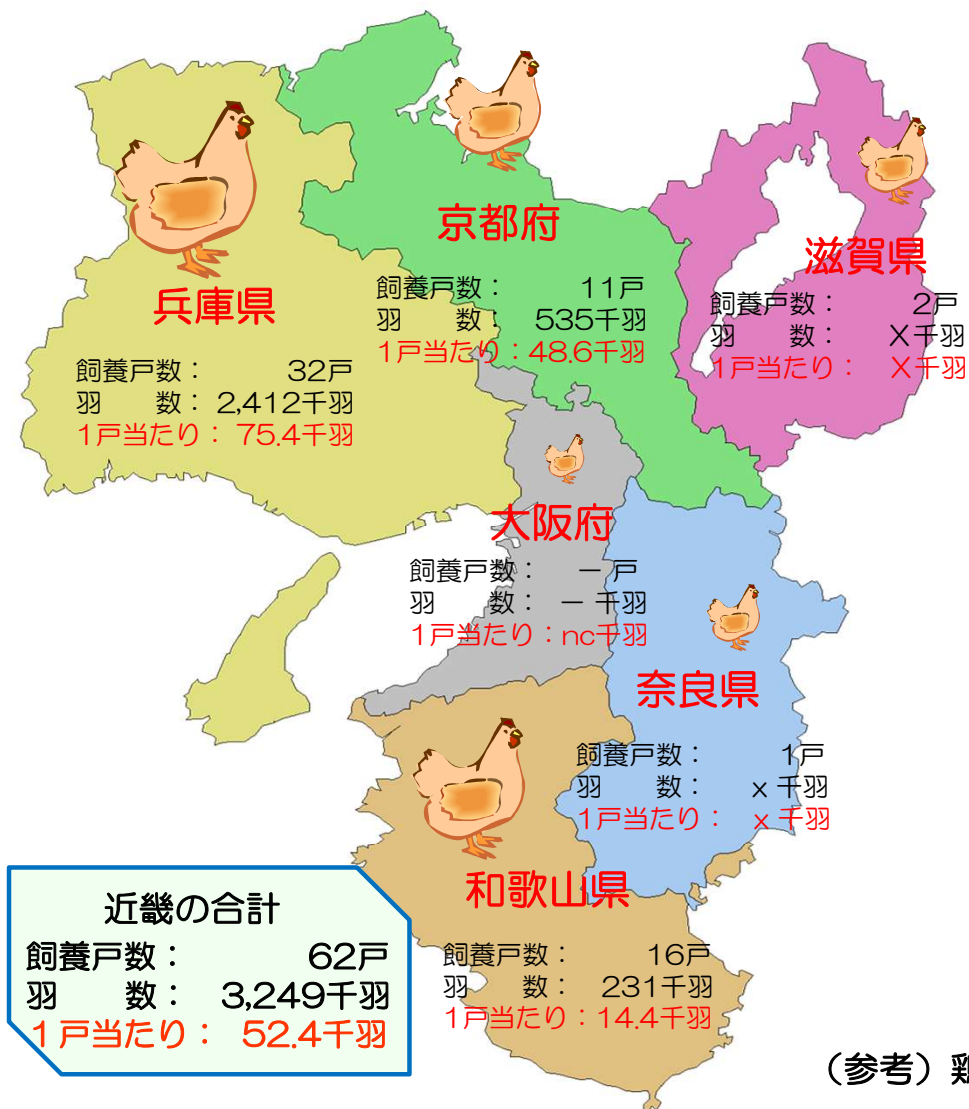 京都府
飼養戸数： 11戸
羽 数： 535千羽
1戸当たり：48.6千羽
滋賀県
飼養戸数： 2戸
羽 数： X千羽
1戸当たり： X千羽
兵庫県
飼養戸数： 32戸
羽 数： 2,412千羽
1戸当たり： 75.4千羽
大阪府
飼養戸数： － 戸
羽 数： － 千羽
1戸当たり：nc千羽
奈良県
飼養戸数： 1戸
羽 数： x 千羽
1戸当たり： x 千羽
和歌山県
飼養戸数： 16戸
羽 数： 231千羽
1戸当たり：14.4千羽
近畿の合計
飼養戸数： 62戸
羽 数： 3,249千羽
1戸当たり： 52.4千羽
（参考）鶏